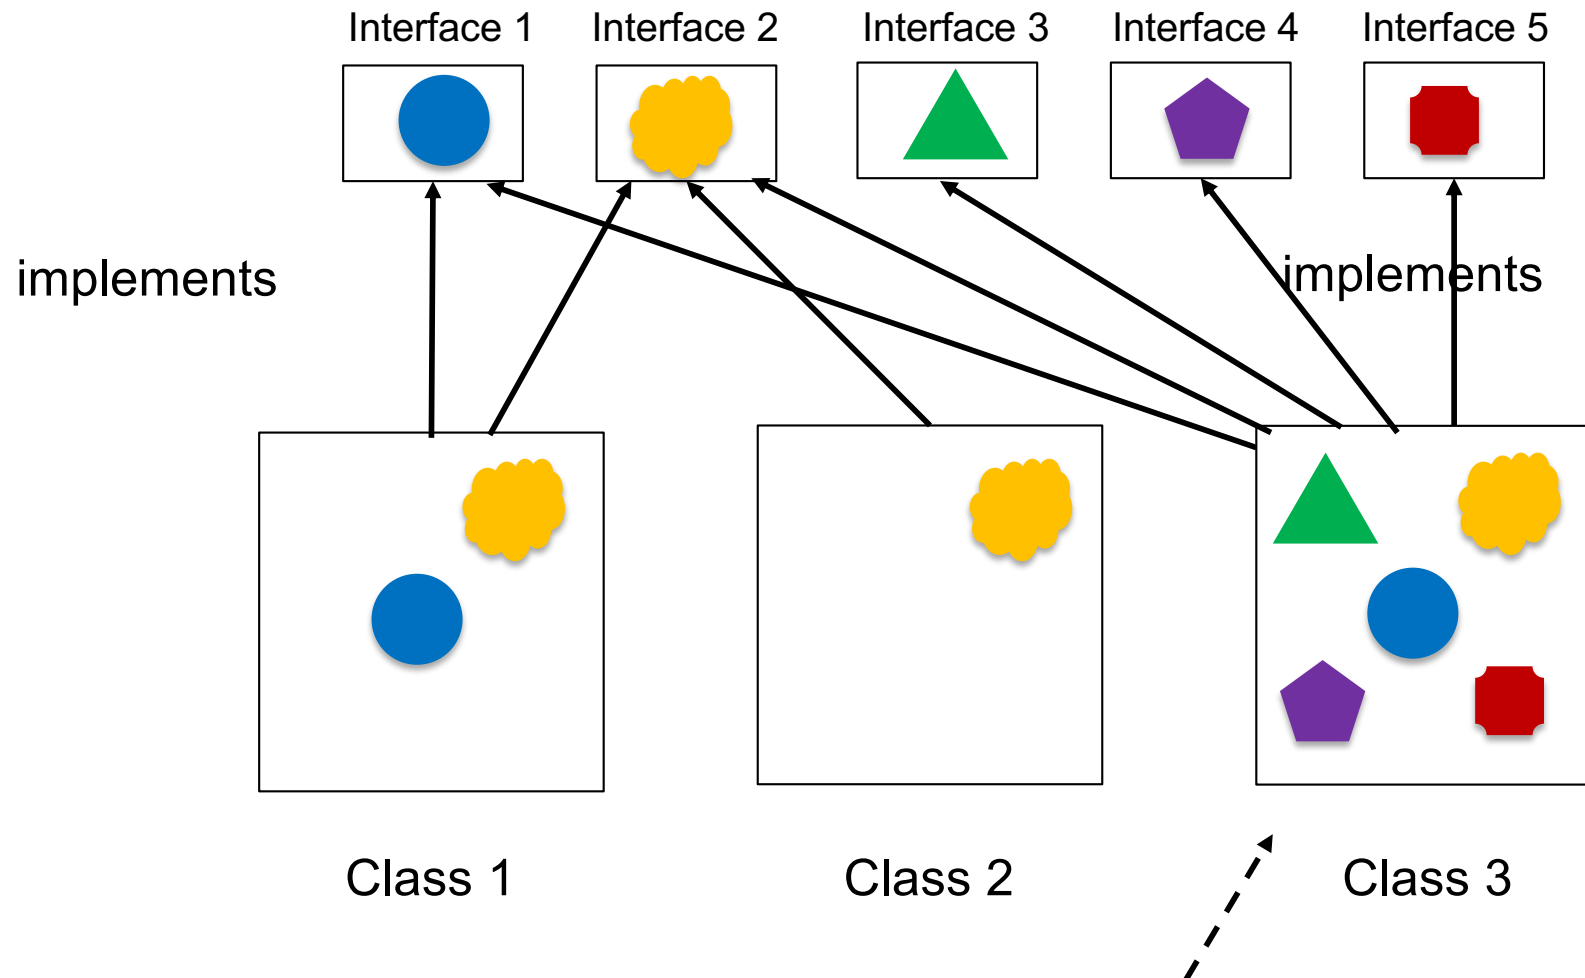 Interface 1
Interface 2
Interface 3
Interface 4
Interface 5
implements
implements
Class 1
Class 2
Class 3